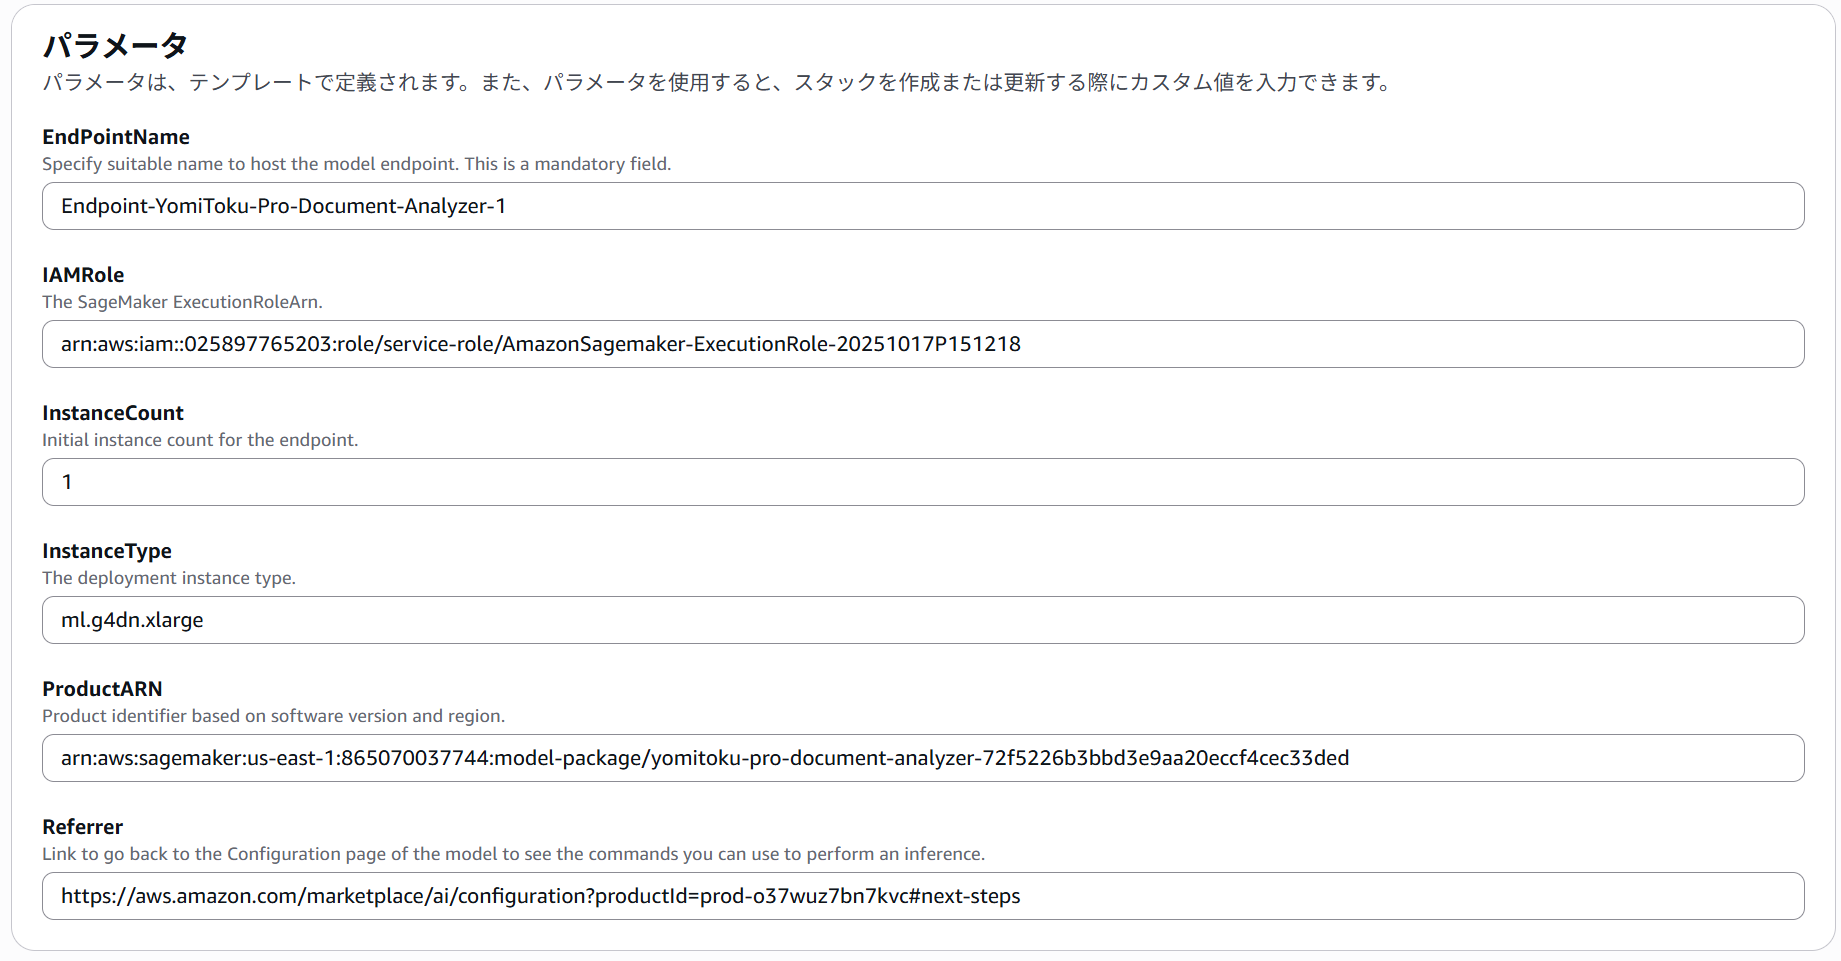 パラメータ
パラメータは、テンプレートで定義されます。また、パラメータを使用すると、スタックを作成または更新する際にカスタム値を入力できます。
EndPointName
Specify suitable name to host the model endpoint. This is a mandatory field.
Endpoint-YomiToku-Pro-Document-Analyzer-1
IAMRole
The SageMaker ExecutionRoleArn.
arn:aws:iam::025897765203:role/service-role/AmazonSagemaker-ExecutionRole-20251017P151218
InstanceCount
Initial instance count for the endpoint.
1
InstanceType
The deployment instance type.
ml.g4dn.xlarge
ProductARN
Product identifier based on software version and region.
arn:aws:sagemaker:us-east-1:865070037744:model-package/yomitoku-pro-document-analyzer-72f5226b3bbd3e9aa20eccf4cec33ded
Referrer
Link to go back to the Configuration page of the model to see the commands you can use to perform an inference.
https://aws.amazon.com/marketplace/ai/configuration?productId=prod-o37wuz7bn7kvc#next-steps